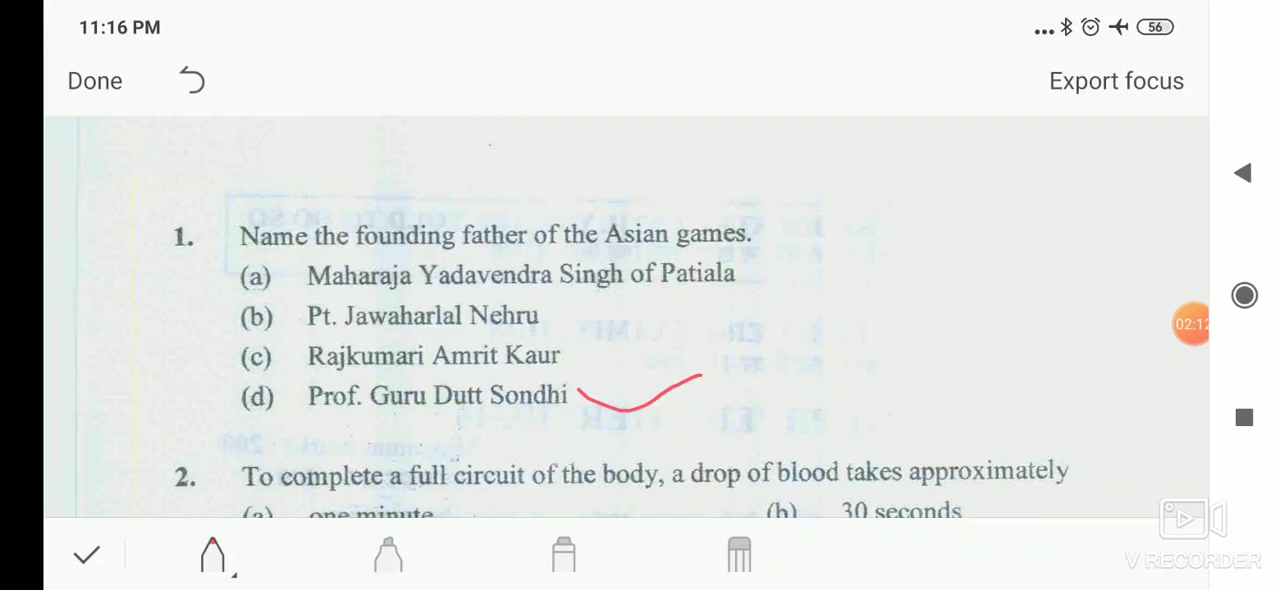 11:16 PM
56
Done
Export focus
1. Name the founding father of the Asian games.
(a) Maharaja Yadavendra Singh of Patiala
(b) Pt. Jawaharlal Nehru
02:12
(c) Rajkumari Amrit Kaur
(d) Prof. Guru Dutt Sondhi
2. To complete a full circuit of the body, a drop of blood takes approximately
(a) one minute (b) 30 seconds
V RECORDER